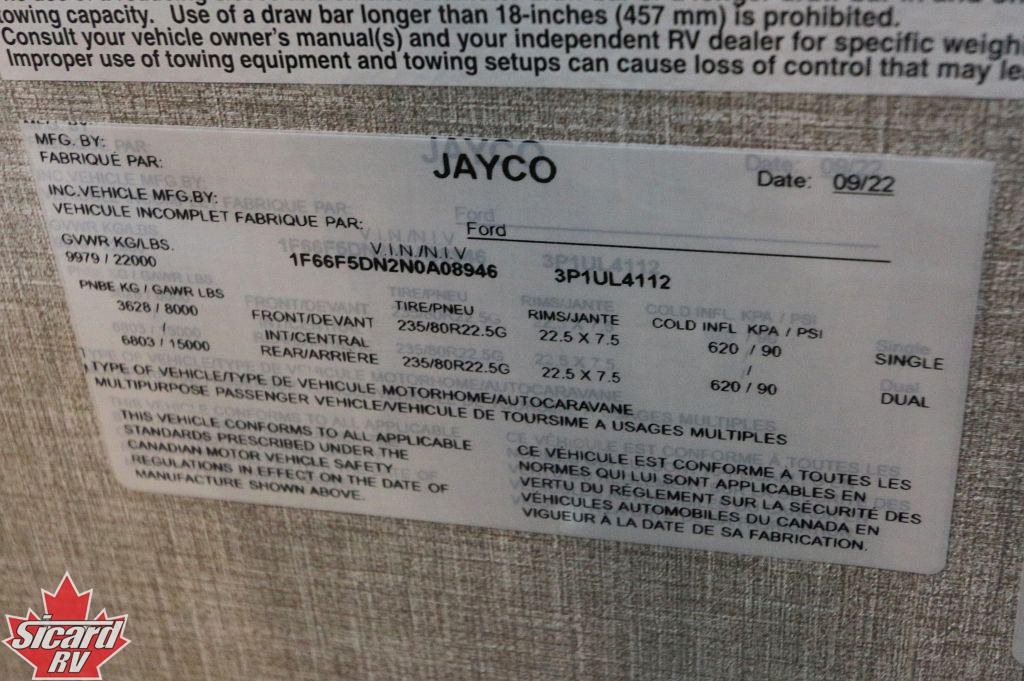 towing capacity. Use of a draw bar longer than 18-inches (457 mm) is prohibited.
Consult your vehicle owner's manual(s) and your independent RV dealer for specific
Improper use of towing equipment and towing setups can cause loss of control that may
MFG. BY:
FABRIQUÉ PAR:
JAYCO
Date: 09/22
INC.VEHICLE MFG.BY:
VEHICULE INCOMPLET FABRIQUE PAR:
Ford
GVWR KG/LBS.
9979 / 22000
V.I.N./N.I.V
1F66F5DN2N0A08946 3P1UL4112
PNBE KG / GAWR LBS
TIRE/PNEU RIMS/JANTE COLD INFL KPA / PSI
3628 / 8000 FRONT/DEVANT 235/80R22.5G 22.5 X 7.5 620 / 90 SINGLE
/ INT/CENTRAL /
6803 / 15000 REAR/ARRIÈRE 235/80R22.5G 22.5 X 7.5 620 / 90 DUAL
TYPE OF VEHICLE/TYPE DE VEHICULE MOTORHOME/AUTOCARAVANE
MULTIPURPOSE PASSENGER VEHICLE/VEHICULE DE TOURSIME A USAGES MULTIPLES
THIS VEHICLE CONFORMS TO ALL APPLICABLE
STANDARDS PRESCRIBED UNDER THE
CANADIAN MOTOR VEHICLE SAFETY
REGULATIONS IN EFFECT ON THE DATE OF
MANUFACTURE SHOWN ABOVE.
CE VÉHICULE EST CONFORME À TOUTES LES
NORMES QUI LUI SONT APPLICABLES EN
VERTU DU RÉGLEMENT SUR LA SÉCURITÉ DES
VÉHICULES AUTOMOBILES DU CANADA EN
VIGUEUR À LA DATE DE SA FABRICATION.
Sicard
RV